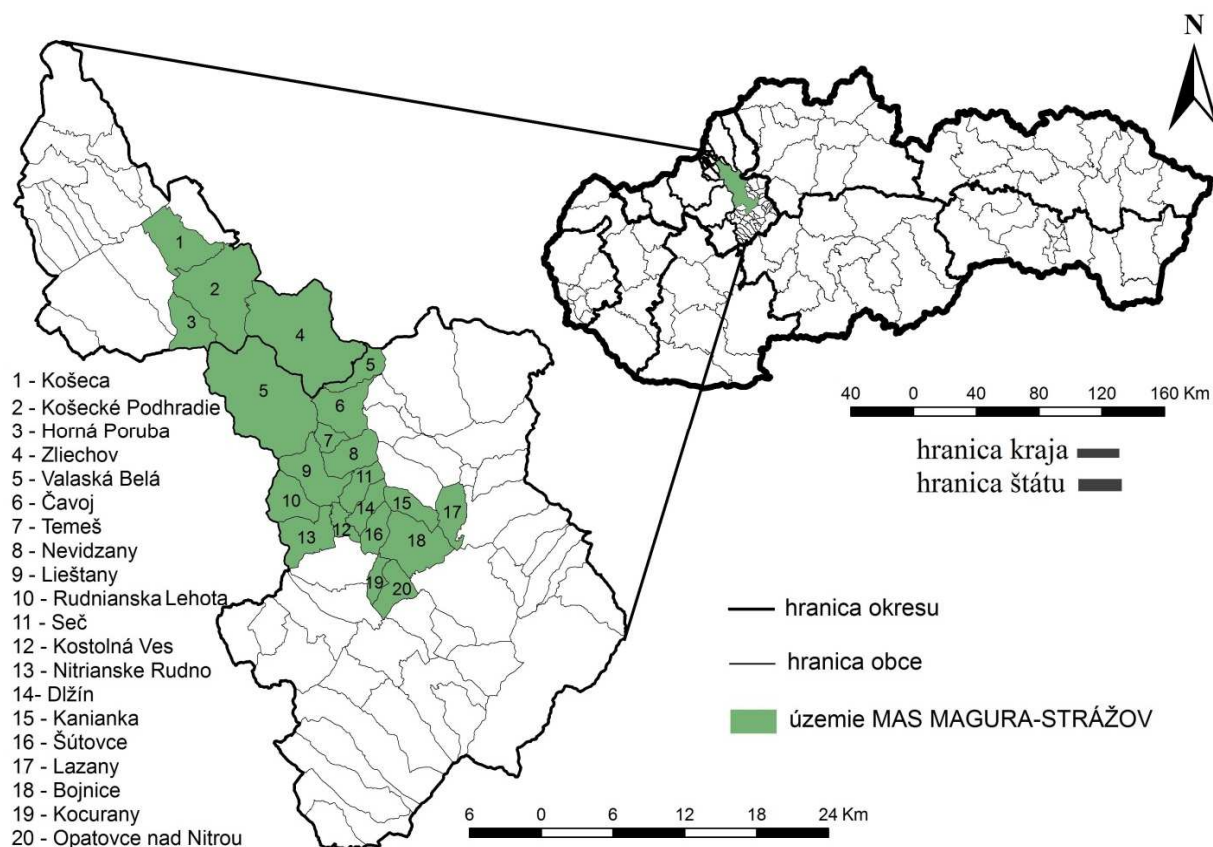 N
1
2
3
4
5
5
6
7
8
9
11
10
14
15
17
12
16
18
13
19
20
1 - Košeca
2 - Košecké Podhradie
3 - Horná Poruba
4 - Zliechov
5 - Valaská Belá
6 - Čavoj
7 - Temeš
8 - Nevidzany
9 - Lieštany
10 - Rudnianska Lehota
11 - Seč
12 - Kostolná Ves
13 - Nitrianske Rudno
14- Dlžín
15 - Kanianka
16 - Šútovce
17 - Lazany
18 - Bojnice
19 - Kocurany
20 - Opatovce nad Nitrou
40 0 40 80 120 160 Km
hranica kraja
hranica štátu
hranica okresu
hranica obce
územie MAS MAGURA-STRÁŽOV
6 0 6 12 18 24 Km